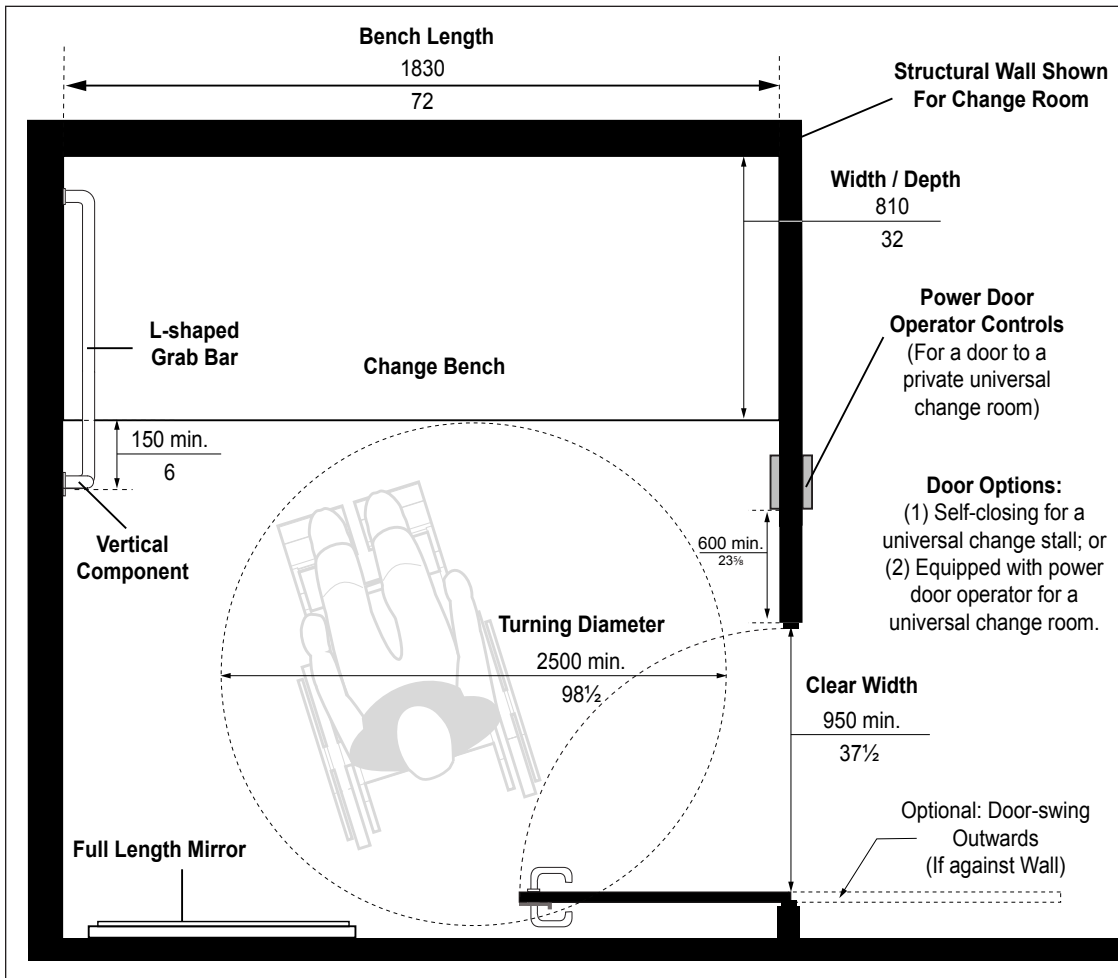 Bench Length
1830
72
Structural Wall Shown
For Change Room
Width / Depth
810
32
Power Door
Operator Controls
(For a door to a
private universal
change room)
L-shaped
Grab Bar
Change Bench
150 min.
6
Vertical
Component
600 min.
23⅝
Door Options:
(1) Self-closing for a
universal change stall; or
(2) Equipped with power
door operator for a
universal change room.
Turning Diameter
2500 min.
98½
Clear Width
950 min.
37½
Optional: Door-swing
Outwards
(If against Wall)
Full Length Mirror